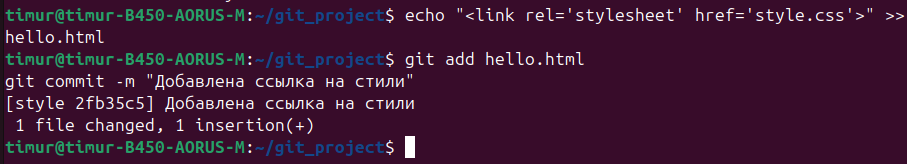 timur@timur-B450-AORUS-M:~/git_project$ echo "<link rel='stylesheet' href='style.css'>" >>
hello.html
timur@timur-B450-AORUS-M:~/git_project$ git add hello.html
git commit -m "Добавлена ссылка на стили"
[style 2fb35c5] Добавлена ссылка на стили
 1 file changed, 1 insertion(+)
timur@timur-B450-AORUS-M:~/git_project$